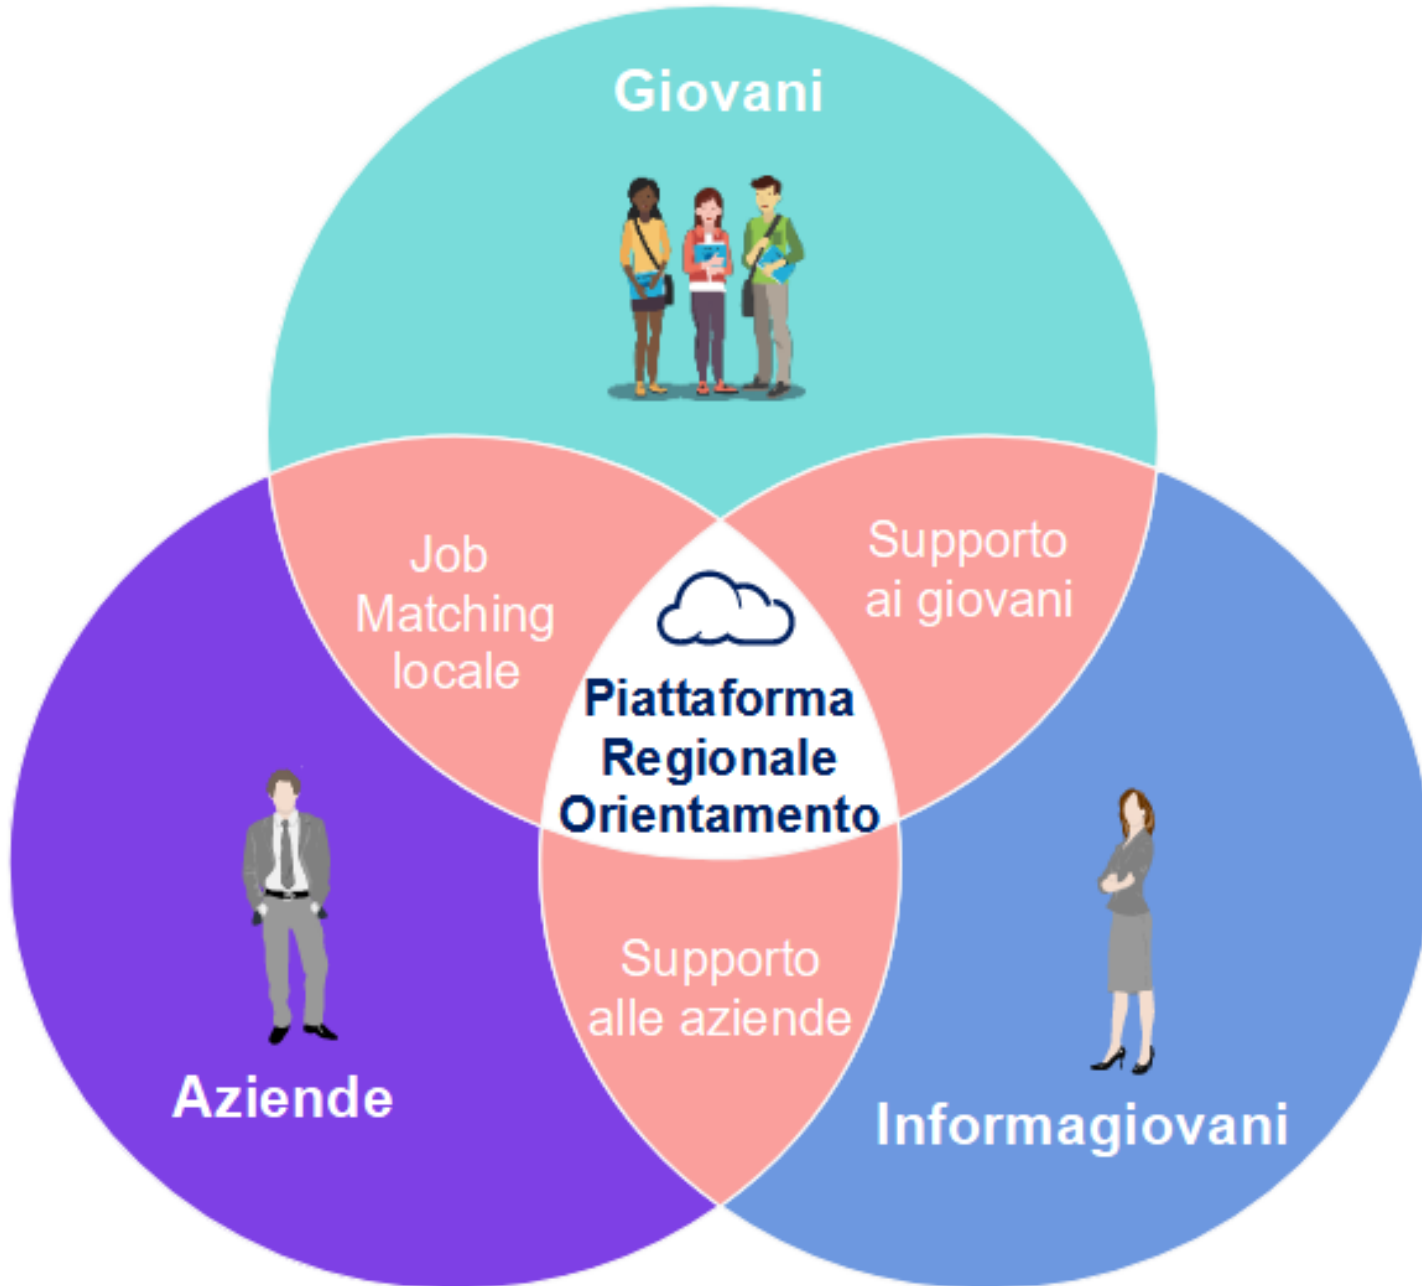 Giovani
Job
Matching
locale
Supporto
ai giovani
Piattaforma
Regionale
Orientamento
Supporto
alle aziende
Aziende
Informagiovani